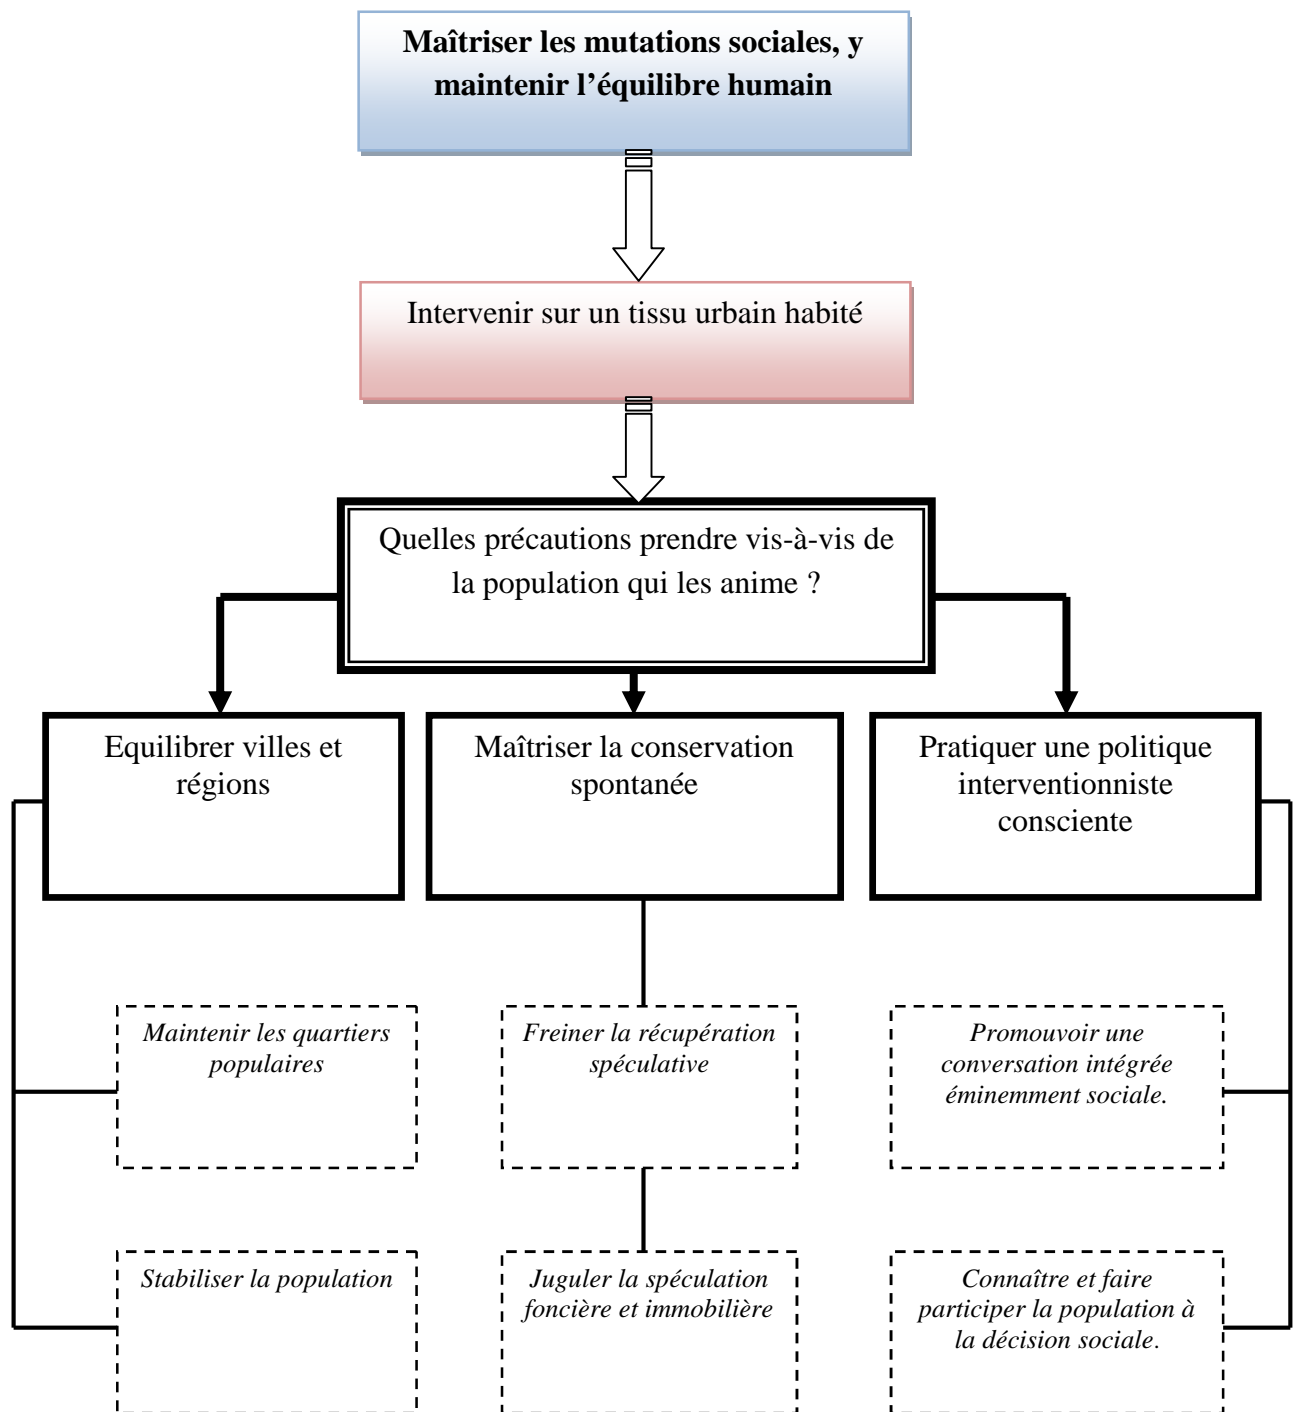 Maîtriser les mutations sociales, y
maintenir l’équilibre humain
Intervenir sur un tissu urbain habité
Quelles précautions prendre vis-à-vis de
la population qui les anime ?
Equilibrer villes et
régions
Maîtriser la conservation
spontanée
Pratiquer une politique
interventionniste
consciente
Maintenir les quartiers
populaires
Freiner la récupération
spéculative
Promouvoir une
conversation intégrée
éminemment sociale.
Stabiliser la population
Juguler la spéculation
foncière et immobilière
Connaître et faire
participer la population à
la décision sociale.